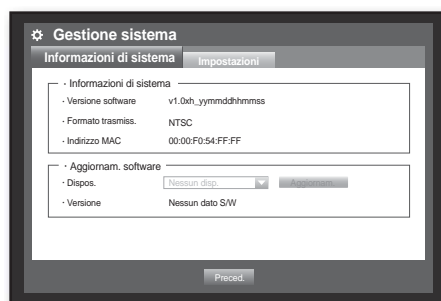 Gestione sistema
Informazioni di sistema
Impostazioni
· Informazioni di sistema
· Versione software v1.0xh_yymmddhhmmss
· Formato trasmiss. NTSC
· Indirizzo MAC 00:00:F0:54:FF:FF
· Aggiornam. software
· Dispos. Nessun disp. Aggiornam.
· Versione Nessun dato S/W
Preced.